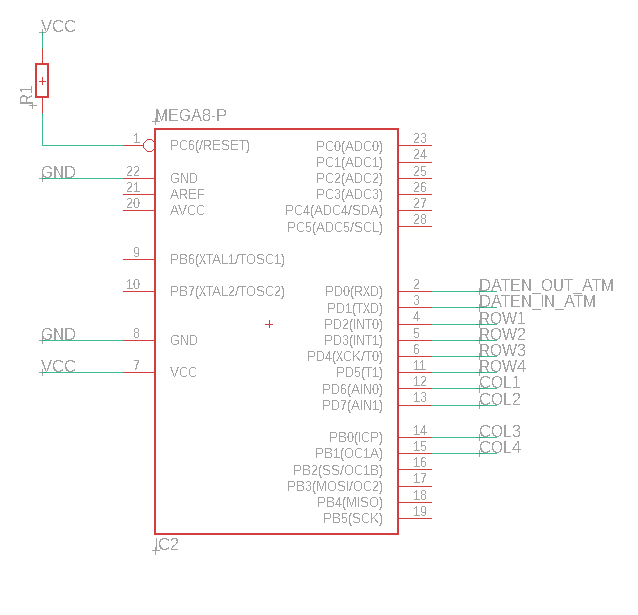 VCC
R1
MEGA8-P
1 PC6(/RESET) PC0(ADC0) 23
PC1(ADC1) 24
GND 22 GND PC2(ADC2) 25
21 AREF PC3(ADC3) 26
20 AVCC PC4(ADC4/SDA) 27
PC5(ADC5/SCL) 28
9 PB6(XTAL1/TOSC1)
10 PB7(XTAL2/TOSC2) PD0(RXD) 2 DATEN_OUT_ATM
PD1(TXD) 3 DATEN_IN_ATM
PD2(INT0) 4 ROW1
GND 8 GND PD3(INT1) 5 ROW2
PD4(XCK/T0) 6 ROW3
VCC 7 VCC PD5(T1) 11 ROW4
PD6(AIN0) 12 COL1
PD7(AIN1) 13 COL2
PB0(ICP) 14 COL3
PB1(OC1A) 15 COL4
PB2(SS/OC1B) 16
PB3(MOSI/OC2) 17
PB4(MISO) 18
PB5(SCK) 19
IC2